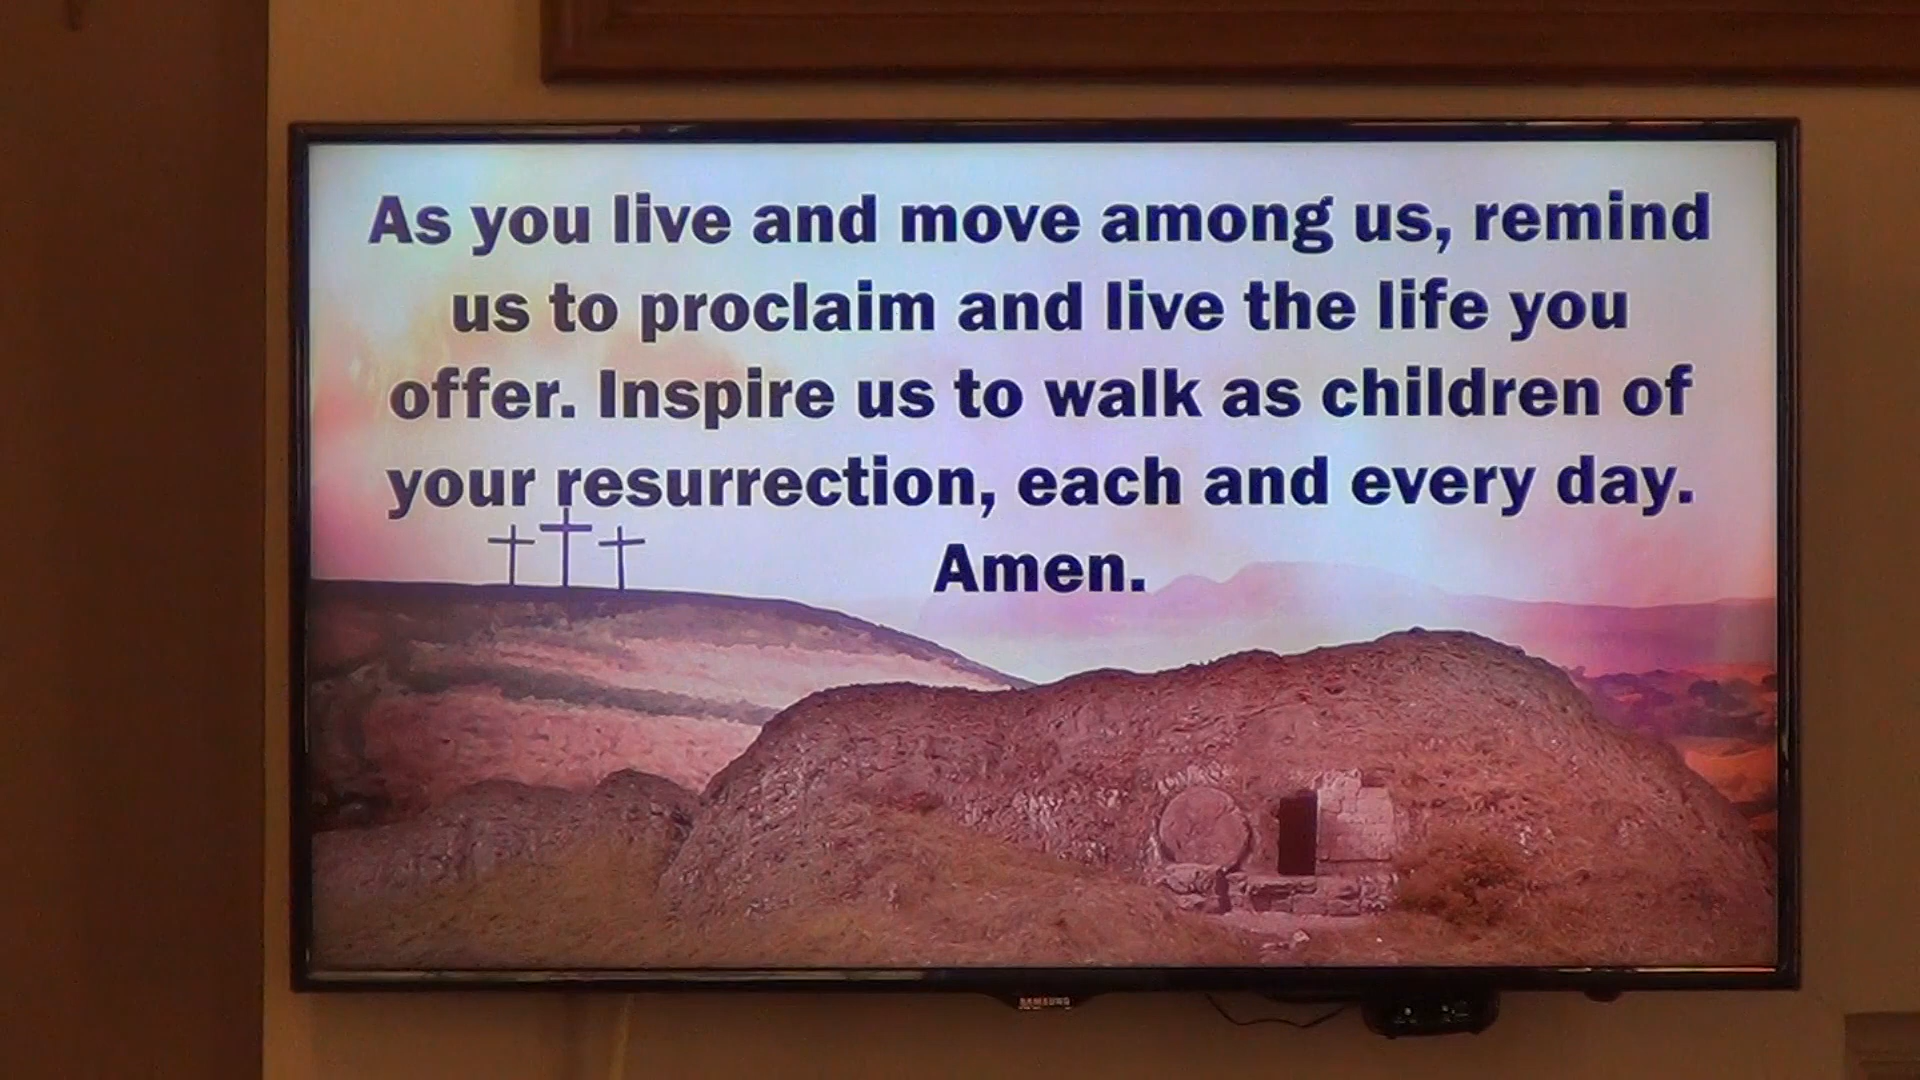 As you live and move among us, remind
us to proclaim and live the life you
offer. Inspire us to walk as children of
your resurrection, each and every day.
Amen.
SAMSUNG